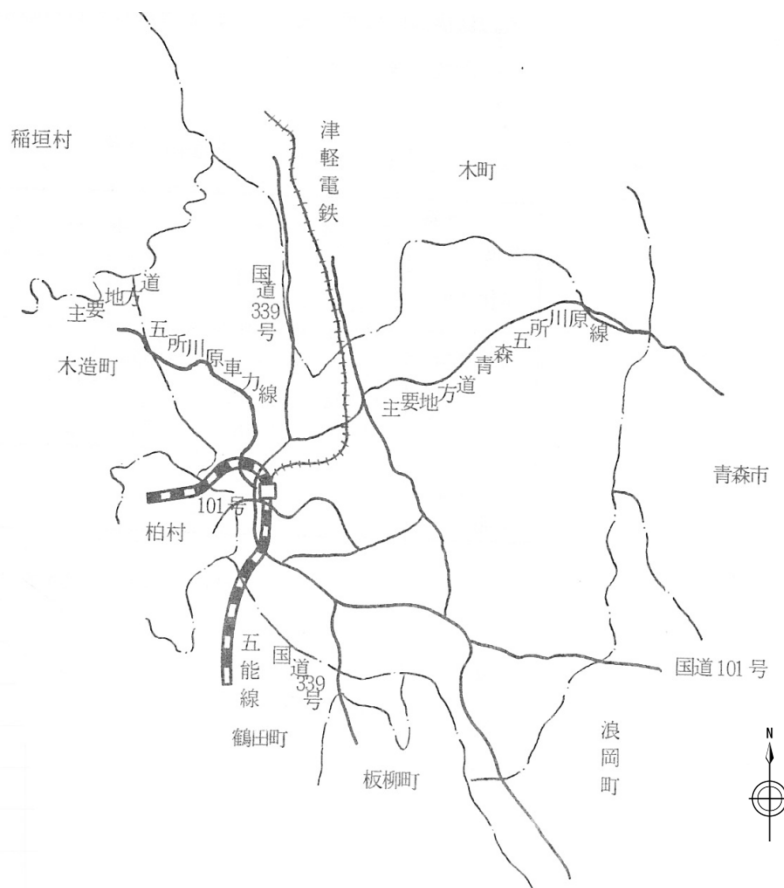 稲垣村
津軽電鉄
木町
国道339号
主要地方道
五所川原車力線
木造町
主要地方道青森五所川原線
青森市
101号
柏村
五能線
国道339号
国道101号
鶴田町
板柳町
浪岡町
N